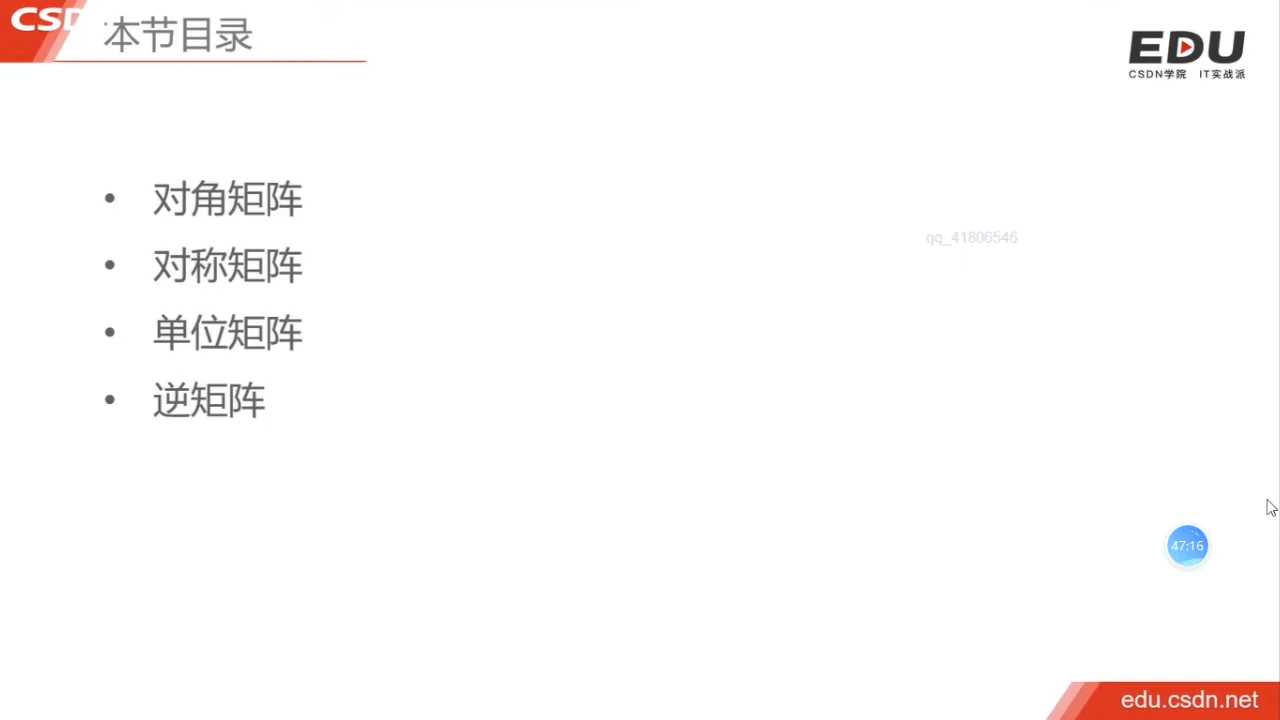 本节目录
EDU
CSDN学院 IT实战派
• 对角矩阵
qq_41806546
• 对称矩阵
• 单位矩阵
• 逆矩阵
47:16
edu.csdn.net